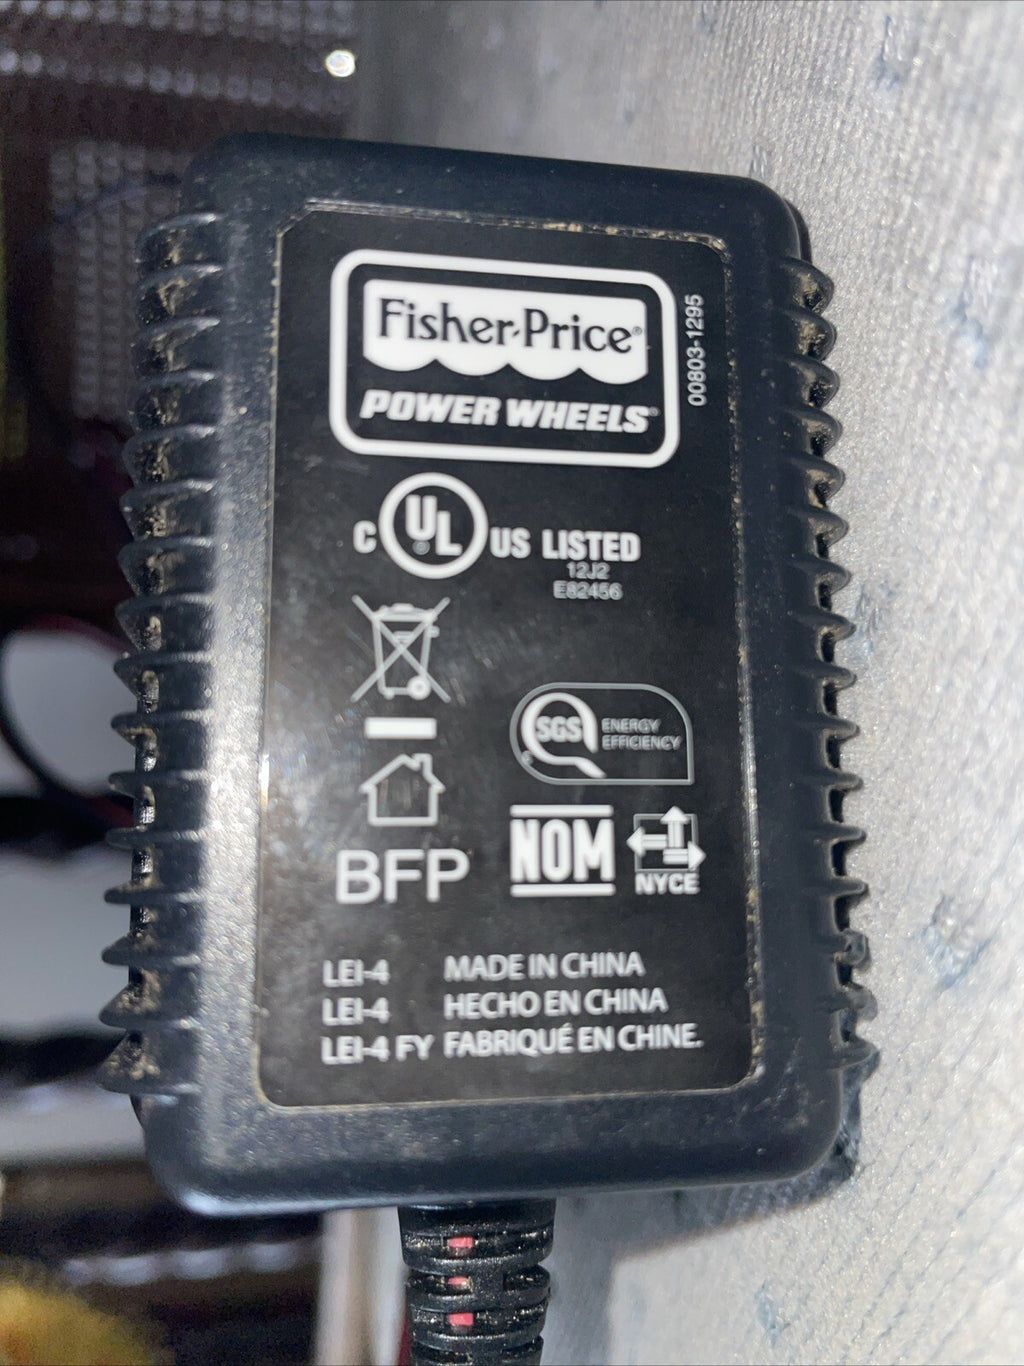 Fisher-Price®
POWER WHEELS®
00803-1295
C UL® US LISTED
12J2
E82456
SGS ENERGY
EFFICIENCY
NOM
NYCE
BFP
LEI-4 MADE IN CHINA
LEI-4 HECHO EN CHINA
LEI-4 FY FABRIQUÉ EN CHINE.